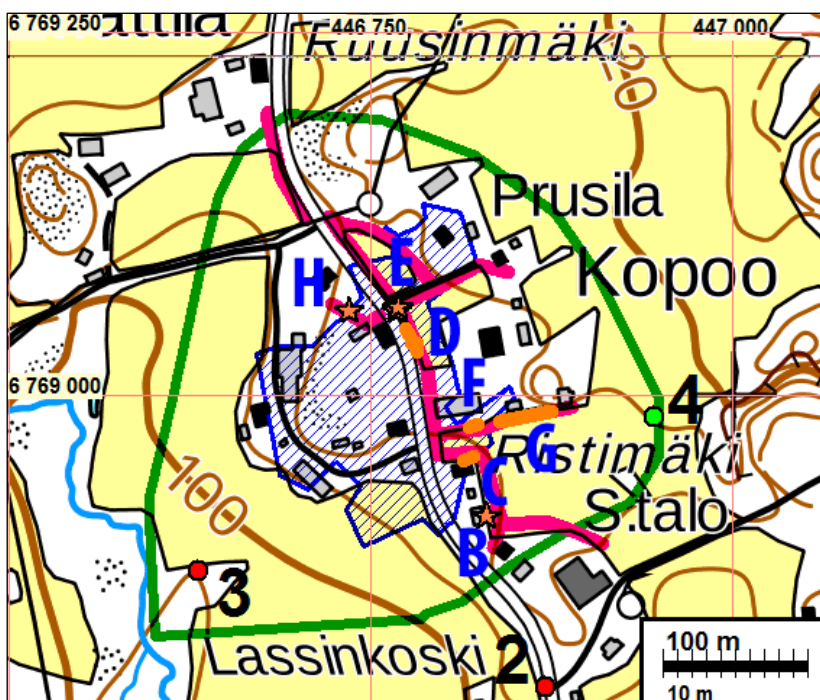 6 769 250
446 750
447 000
Ruusinmäki
20
Prusila
E
Kopoo
H
D
6 769 000
F
4
G
Ristimäki
C
100
S.talo
B
3
Lassinkoski
2
100 m
10 m